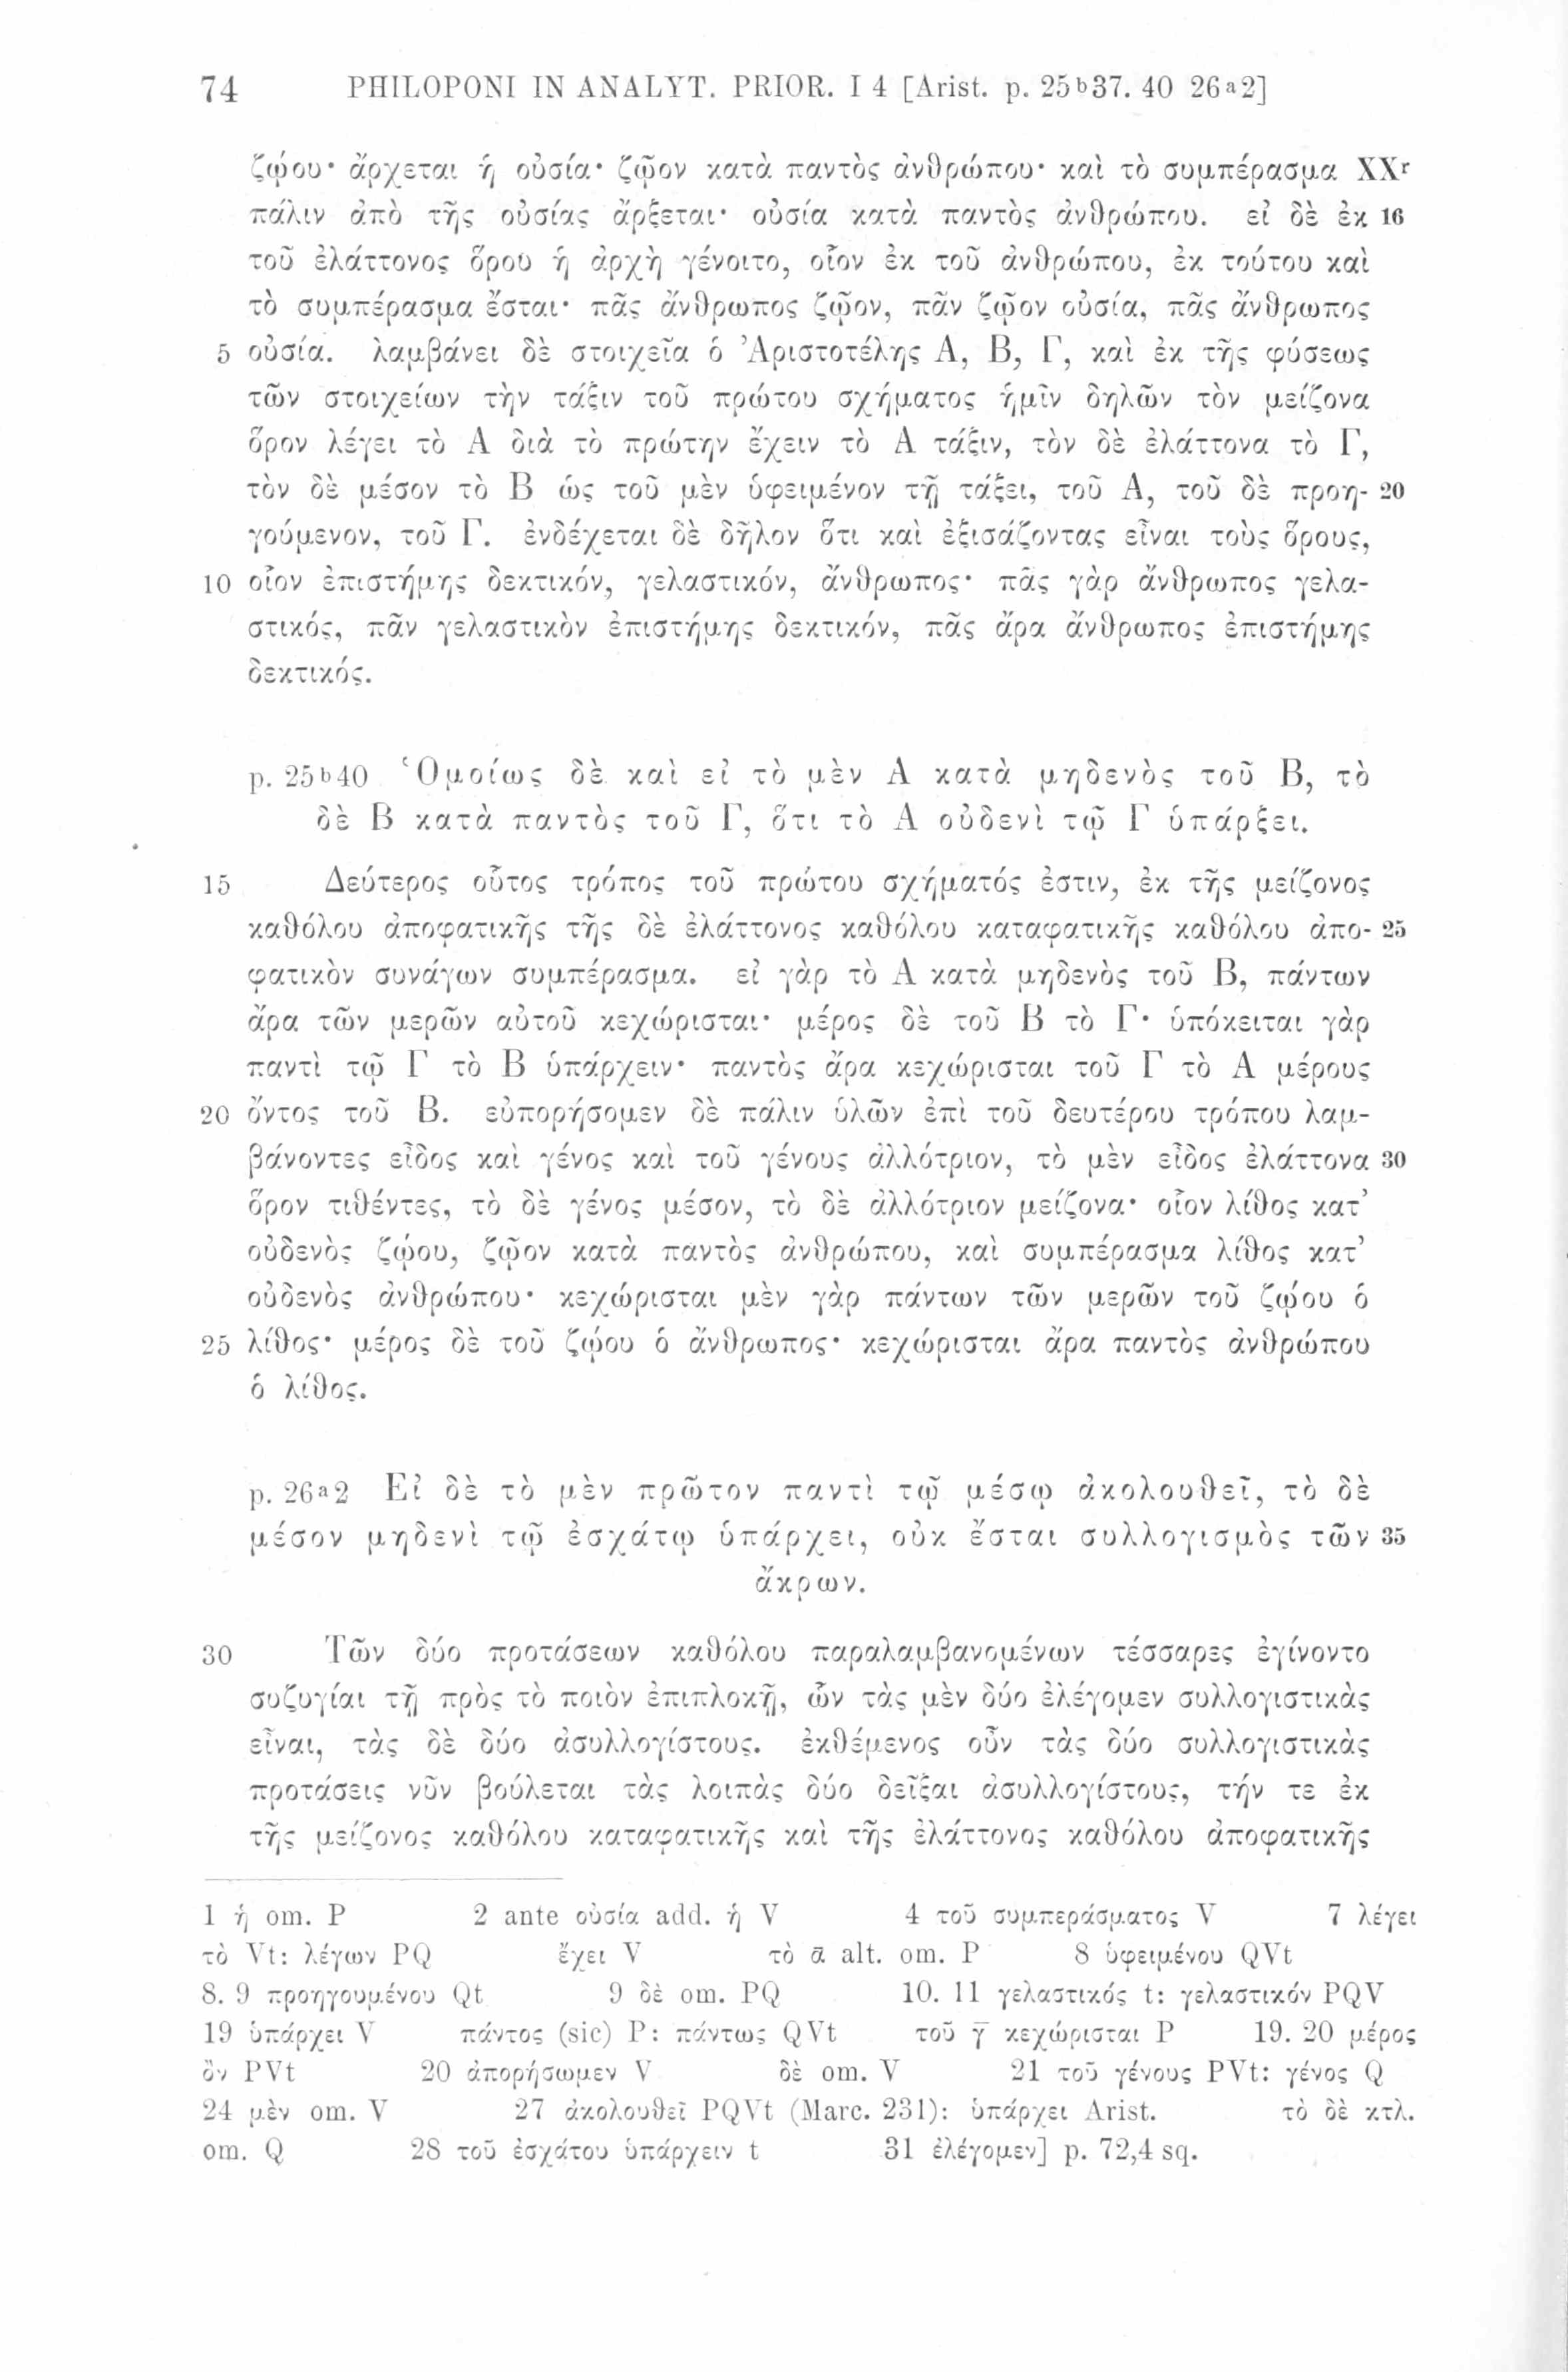 74 PHILOPONI IN ANALYT. PRIOR. I 4 [Arist. p. 25b37. 40 26a2]
ζῴου· ἄρχεται ἡ οὐσία· ζῷον κατὰ παντὸς ἀνθρώπου· καὶ τὸ συμπέρασμα XXr
πάλιν ἀπὸ τῆς οὐσίας ἄρξεται· οὐσία κατὰ παντὸς ἀνθρώπου. εἰ δὲ ἐκ 16
τοῦ ἐλάττονος ὅρου ἡ ἀρχὴ γένοιτο, οἷον ἐκ τοῦ ἀνθρώπου, ἐκ τούτου καὶ
τὸ συμπέρασμα ἔσται· πᾶς ἄνθρωπος ζῷον, πᾶν ζῷον οὐσία, πᾶς ἄνθρωπος
5 οὐσία. λαμβάνει δὲ στοιχεῖα ὁ Ἀριστοτέλης Α, Β, Γ, καὶ ἐκ τῆς φύσεως
τῶν στοιχείων τὴν τάξιν τοῦ πρώτου σχήματος ἡμῖν δηλῶν τὸν μείζονα
ὅρον λέγει τὸ Α διὰ τὸ πρώτην ἔχειν τὸ Α τάξιν, τὸν δὲ ἐλάττονα τὸ Γ,
τὸν δὲ μέσον τὸ Β ὡς τοῦ μὲν ὑφειμένον τῇ τάξει, τοῦ Α, τοῦ δὲ προη- 20
γούμενον, τοῦ Γ. ἐνδέχεται δὲ δῆλον ὅτι καὶ ἐξισάζοντας εἶναι τοὺς ὅρους,
10 οἷον ἐπιστήμης δεκτικόν, γελαστικόν, ἄνθρωπος· πᾶς γὰρ ἄνθρωπος γελα-
στικός, πᾶν γελαστικὸν ἐπιστήμης δεκτικόν, πᾶς ἄρα ἄνθρωπος ἐπιστήμης
δεκτικός.
p. 25b40 Ὁμοίως δὲ καὶ εἰ τὸ μὲν Α κατὰ μηδενὸς τοῦ Β, τὸ
δὲ Β κατὰ παντὸς τοῦ Γ, ὅτι τὸ Α οὐδενὶ τῷ Γ ὑπάρξει.
15 Δεύτερος οὗτος τρόπος τοῦ πρώτου σχήματός ἐστιν, ἐκ τῆς μείζονος
καθόλου ἀποφατικῆς τῆς δὲ ἐλάττονος καθόλου καταφατικῆς καθόλου ἀπο- 25
φατικὸν συνάγων συμπέρασμα. εἰ γὰρ τὸ Α κατὰ μηδενὸς τοῦ Β, πάντων
ἄρα τῶν μερῶν αὐτοῦ κεχώρισται· μέρος δὲ τοῦ Β τὸ Γ· ὑπόκειται γὰρ
παντὶ τῷ Γ τὸ Β ὑπάρχειν· παντὸς ἄρα κεχώρισται τοῦ Γ τὸ Α μέρους
20 ὄντος τοῦ Β. εὐπορήσομεν δὲ πάλιν ὑλῶν ἐπὶ τοῦ δευτέρου τρόπου λαμ-
βάνοντες εἶδος καὶ γένος καὶ τοῦ γένους ἀλλότριον, τὸ μὲν εἶδος ἐλάττονα 30
ὅρον τιθέντες, τὸ δὲ γένος μέσον, τὸ δὲ ἀλλότριον μείζονα· οἷον λίθος κατ’
οὐδενὸς ζῴου, ζῷον κατὰ παντὸς ἀνθρώπου, καὶ συμπέρασμα λίθος κατ’
οὐδενὸς ἀνθρώπου· κεχώρισται μὲν γὰρ πάντων τῶν μερῶν τοῦ ζῴου ὁ
25 λίθος· μέρος δὲ τοῦ ζῴου ὁ ἄνθρωπος· κεχώρισται ἄρα παντὸς ἀνθρώπου
ὁ λίθος.
p. 26a2 Εἰ δὲ τὸ μὲν πρῶτον παντὶ τῷ μέσῳ ἀκολουθεῖ, τὸ δὲ
μέσον μηδενὶ τῷ ἐσχάτῳ ὑπάρχει, οὐκ ἔσται συλλογισμὸς τῶν 35
ἄκρων.
30 Τῶν δύο προτάσεων καθόλου παραλαμβανομένων τέσσαρες ἐγίνοντο
συζυγίαι τῇ πρὸς τὸ ποιὸν ἐπιπλοκῇ, ὧν τὰς μὲν δύο ἐλέγομεν συλλογιστικὰς
εἶναι, τὰς δὲ δύο ἀσυλλογίστους. ἐκθέμενος οὖν τὰς δύο συλλογιστικὰς
προτάσεις νῦν βούλεται τὰς λοιπὰς δύο δεῖξαι ἀσυλλογίστους, τήν τε ἐκ
τῆς μείζονος καθόλου καταφατικῆς καὶ τῆς ἐλάττονος καθόλου ἀποφατικῆς
1 ἡ om. P 2 ante οὐσία add. ἡ V 4 τοῦ συμπεράσματος V 7 λέγει
τὸ Vt: λέγων PQ ἔχει V τὸ ᾱ alt. om. P 8 ὑφειμένου QVt
8. 9 προηγουμένου Qt 9 δὲ om. PQ 10. 11 γελαστικός t: γελαστικόν PQV
19 ὑπάρχει V πάντος (sic) P: πάντως QVt τοῦ γ̄ κεχώρισται P 19. 20 μέρος
ὂν PVt 20 ἀπορήσωμεν V δὲ om. V 21 τοῦ γένους PVt: γένος Q
24 μὲν om. V 27 ἀκολουθεῖ PQVt (Marc. 231): ὑπάρχει Arist. τὸ δὲ κτλ.
om. Q 28 τοῦ ἐσχάτου ὑπάρχειν t 31 ἐλέγομεν] p. 72,4 sq.